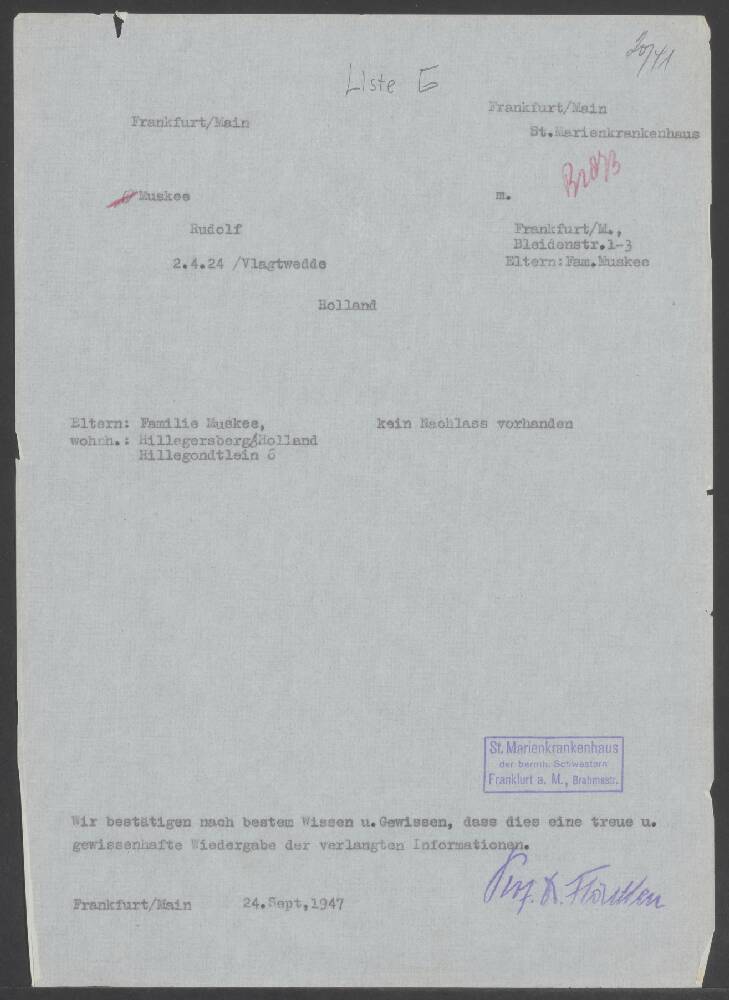 Liste G
Frankfurt/Main
Frankfurt/Main
St.Marienkrankenhaus
Muskee
m.
Rudolf
Frankfurt/M.,
Bleidenstr.1-3
2.4.24 /Vlagtwedde
Eltern:Fam.Muskee
Holland
Eltern: Familie Muskee,
kein Nachlass vorhanden
wohnh.: Hillegersberg/Holland
Hillegondtlein 6
St. Marienkrankenhaus
der barmh. Schwestern
Frankfurt a. M., Brahmsstr.
Wir bestätigen nach bestem Wissen u.Gewissen, dass dies eine treue u.
gewissenhafte Wiedergabe der verlangten Informationen.
Prof. Dr. Flörcken
Frankfurt/Main 24.Sept,1947